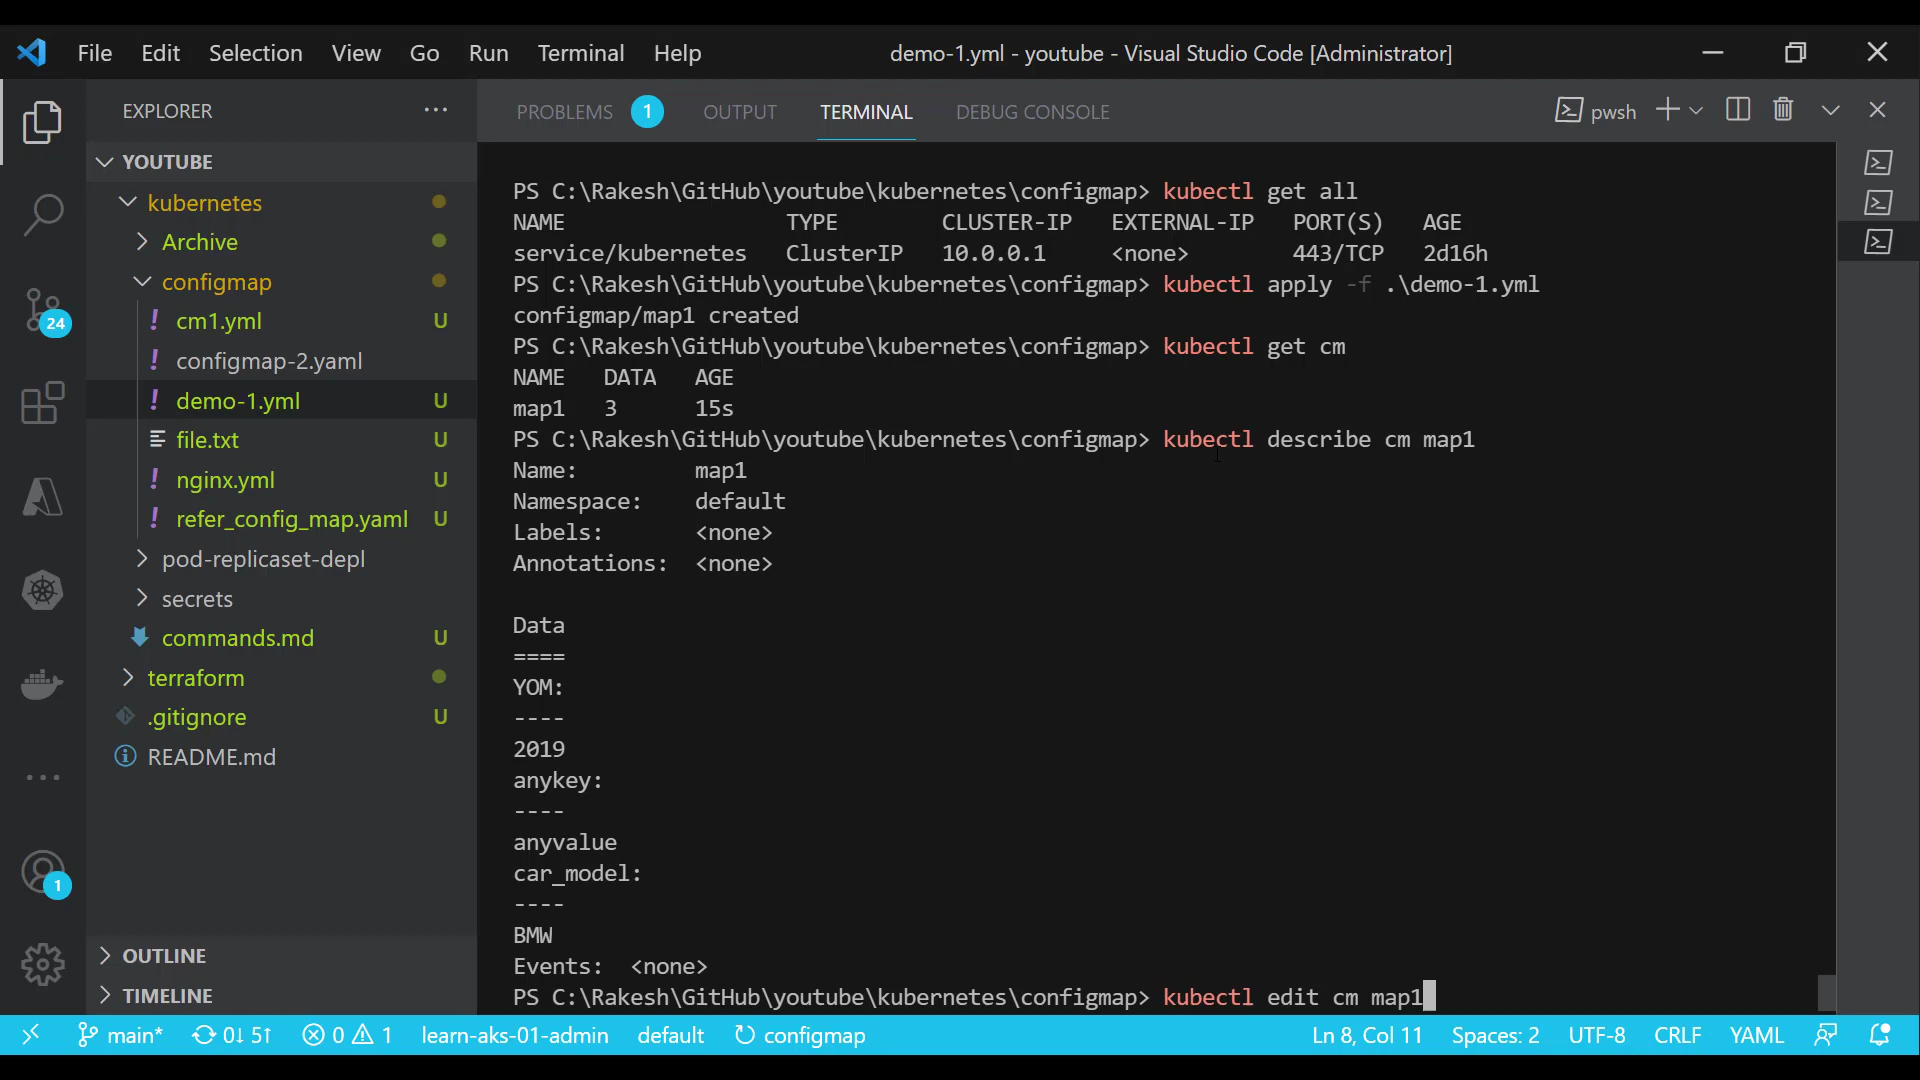 File Edit Selection View Go Run Terminal Help demo-1.yml - youtube - Visual Studio Code [Administrator]
EXPLORER ...
YOUTUBE
kubernetes
Archive
configmap
! cm1.yml U
! configmap-2.yaml
! demo-1.yml U
file.txt U
! nginx.yml U
! refer_config_map.yaml U
pod-replicaset-depl
secrets
commands.md U
terraform
.gitignore U
README.md
OUTLINE
TIMELINE
24
1
PROBLEMS 1 OUTPUT TERMINAL DEBUG CONSOLE pwsh
PS C:\Rakesh\GitHub\youtube\kubernetes\configmap> kubectl get all
NAME TYPE CLUSTER-IP EXTERNAL-IP PORT(S) AGE
service/kubernetes ClusterIP 10.0.0.1 <none> 443/TCP 2d16h
PS C:\Rakesh\GitHub\youtube\kubernetes\configmap> kubectl apply -f .\demo-1.yml
configmap/map1 created
PS C:\Rakesh\GitHub\youtube\kubernetes\configmap> kubectl get cm
NAME DATA AGE
map1 3 15s
PS C:\Rakesh\GitHub\youtube\kubernetes\configmap> kubectl describe cm map1
Name: map1
Namespace: default
Labels: <none>
Annotations: <none>
Data
====
YOM:
----
2019
anykey:
----
anyvalue
car_model:
----
BMW
Events: <none>
PS C:\Rakesh\GitHub\youtube\kubernetes\configmap> kubectl edit cm map1
main* 0↓ 5↑ 0 1 learn-aks-01-admin default configmap Ln 8, Col 11 Spaces: 2 UTF-8 CRLF YAML